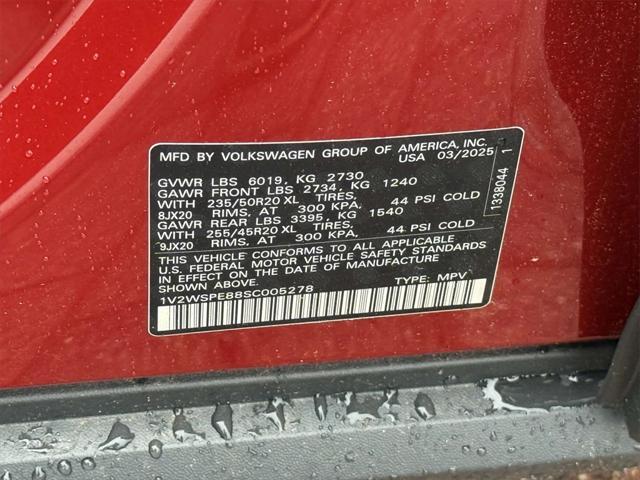 MFD BY VOLKSWAGEN GROUP OF AMERICA, INC.
USA 03/2025
GVWR LBS 6019, KG 2730
GAWR FRONT LBS 2734, KG 1240
WITH 235/50R20 XL TIRES, 44 PSI COLD
8JX20 RIMS, AT 300 KPA,
GAWR REAR LBS 3395, KG 1540
WITH 255/45R20 XL TIRES, 44 PSI COLD
9JX20 RIMS, AT 300 KPA,
THIS VEHICLE CONFORMS TO ALL APPLICABLE
U.S. FEDERAL MOTOR VEHICLE SAFETY STANDARDS
IN EFFECT ON THE DATE OF MANUFACTURE
SHOWN ABOVE.
1V2WSPE88SC005278 TYPE: MPV
1338044 1